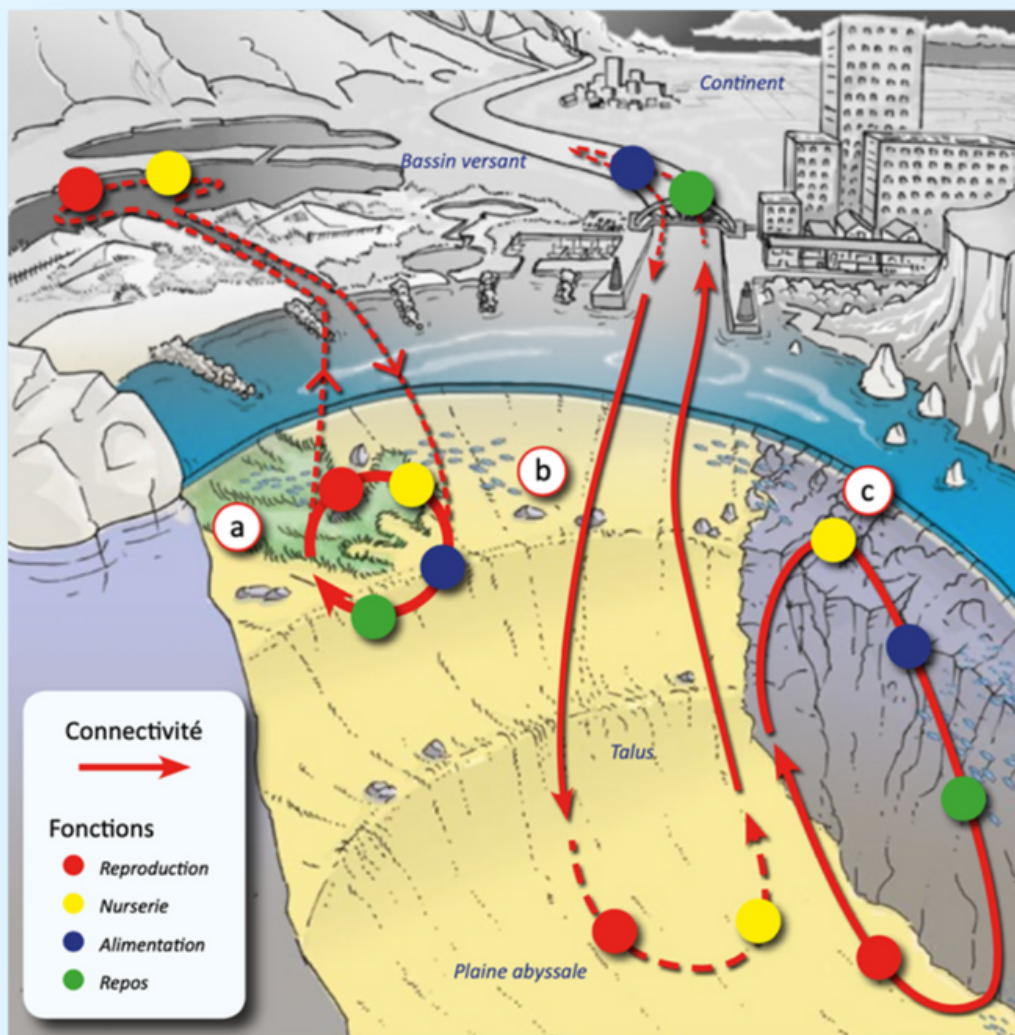 Continent
Bassin versant
b
c
a
Talus
Connectivité
Fonctions
Reproduction
Nurserie
Alimentation
Repos
Plaine abyssale